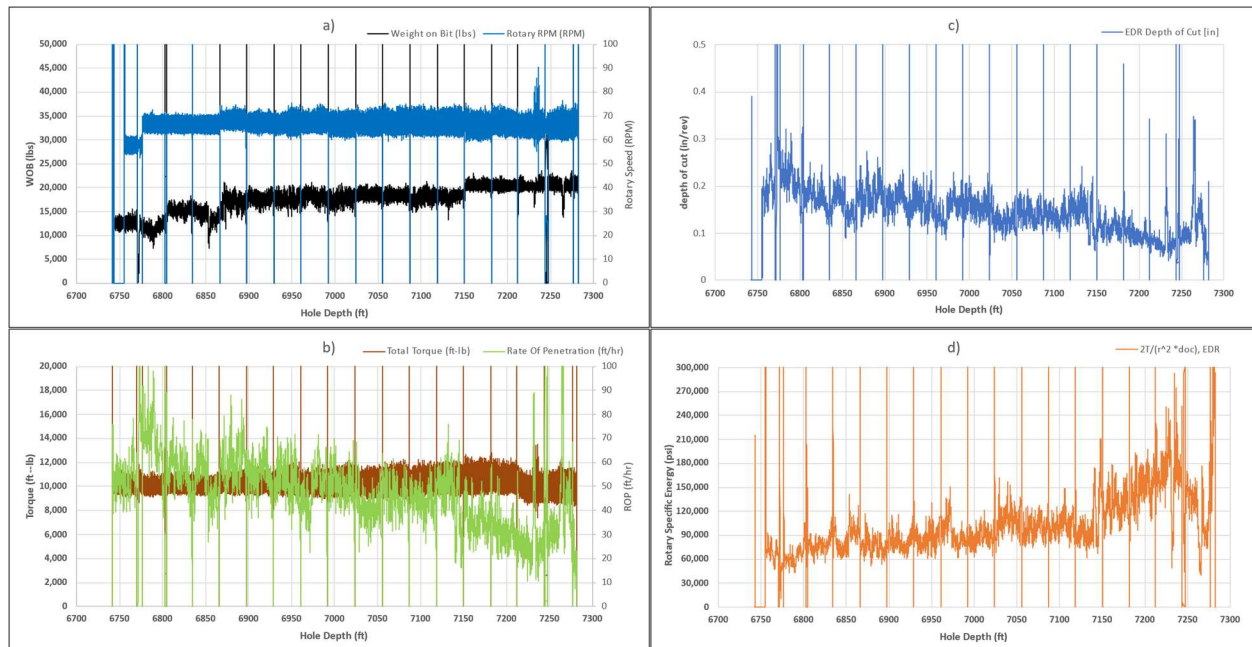 a)
Weight on Bit (lbs) Rotary RPM (RPM)
50,000 100
45,000 90
40,000 80
35,000 70
30,000 60
25,000 50
20,000 40
15,000 30
10,000 20
5,000 10
0 0
WOB (lbs)
Rotary Speed (RPM)
6700 6750 6800 6850 6900 6950 7000 7050 7100 7150 7200 7250 7300
Hole Depth (ft)
c)
EDR Depth of Cut [in]
0.5
0.4
0.3
0.2
0.1
0
depth of cut (in/rev)
6700 6750 6800 6850 6900 6950 7000 7050 7100 7150 7200 7250 7300
Hole Depth (ft)
b)
Total Torque (ft-lb) Rate Of Penetration (ft/hr)
20,000 100
18,000 90
16,000 80
14,000 70
12,000 60
10,000 50
8,000 40
6,000 30
4,000 20
2,000 10
0 0
Torque (ft --lb)
ROP (ft/hr)
6700 6750 6800 6850 6900 6950 7000 7050 7100 7150 7200 7250 7300
Hole Depth (ft)
d)
2T/(r^2 *doc), EDR
300,000
270,000
240,000
210,000
180,000
150,000
120,000
90,000
60,000
30,000
0
Rotary Specific Energy (psi)
6700 6750 6800 6850 6900 6950 7000 7050 7100 7150 7200 7250 7300
Hole Depth (ft)